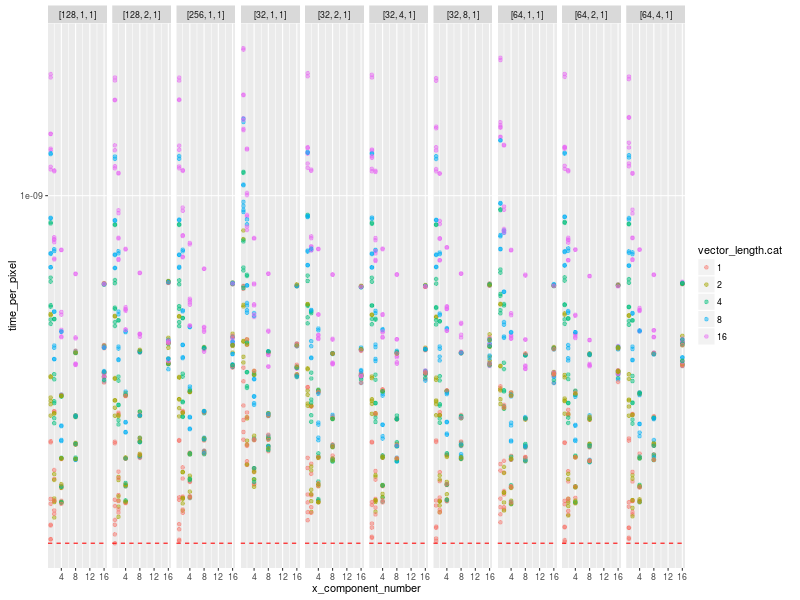 [128, 1, 1] [128, 2, 1] [256, 1, 1] [32, 1, 1] [32, 2, 1] [32, 4, 1] [32, 8, 1] [64, 1, 1] [64, 2, 1] [64, 4, 1]
time_per_pixel
1e-09
vector_length.cat
1
2
4
8
16
4 8 12 16 4 8 12 16 4 8 12 16 4 8 12 16 4 8 12 16 4 8 12 16 4 8 12 16 4 8 12 16 4 8 12 16 4 8 12 16
x_component_number